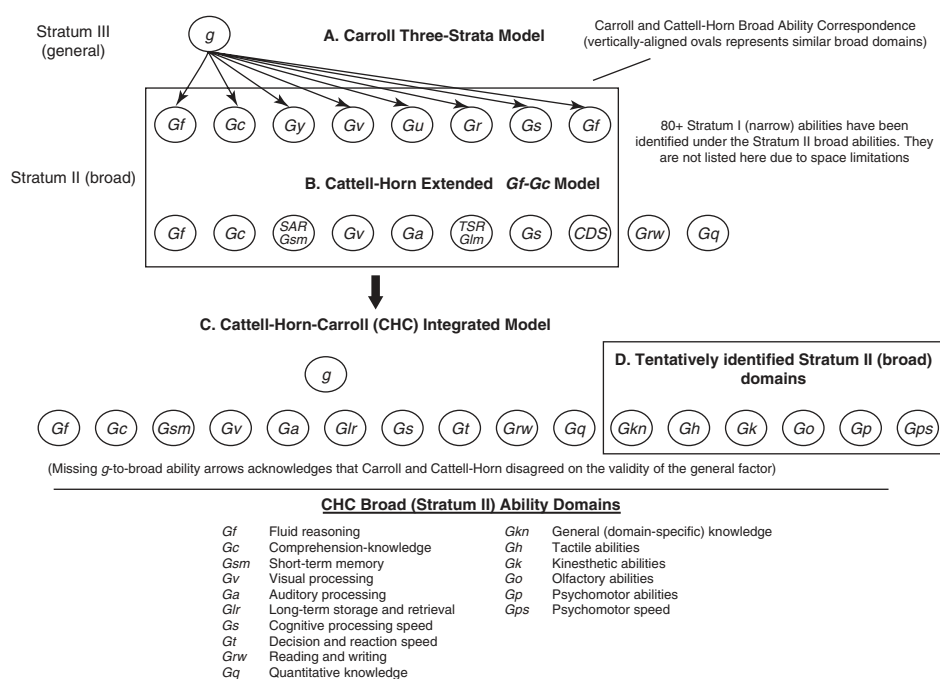 Stratum III
(general)
g
A. Carroll Three-Strata Model
Carroll and Cattell-Horn Broad Ability Correspondence
(vertically-aligned ovals represents similar broad domains)
Gf Gc Gy Gv Gu Gr Gs Gf
80+ Stratum I (narrow) abilities have been
identified under the Stratum II broad abilities. They
are not listed here due to space limitations
Stratum II (broad)
B. Cattell-Horn Extended Gf-Gc Model
Gf Gc SAR Gsm Gv Ga TSR Glm Gs CDS Grw Gq
C. Cattell-Horn-Carroll (CHC) Integrated Model
g
D. Tentatively identified Stratum II (broad)
domains
Gf Gc Gsm Gv Ga Glr Gs Gt Grw Gq Gkn Gh Gk Go Gp Gps
(Missing g-to-broad ability arrows acknowledges that Carroll and Cattell-Horn disagreed on the validity of the general factor)
CHC Broad (Stratum II) Ability Domains
Gf Fluid reasoning
Gc Comprehension-knowledge
Gsm Short-term memory
Gv Visual processing
Ga Auditory processing
Glr Long-term storage and retrieval
Gs Cognitive processing speed
Gt Decision and reaction speed
Grw Reading and writing
Gq Quantitative knowledge
Gkn General (domain-specific) knowledge
Gh Tactile abilities
Gk Kinesthetic abilities
Go Olfactory abilities
Gp Psychomotor abilities
Gps Psychomotor speed